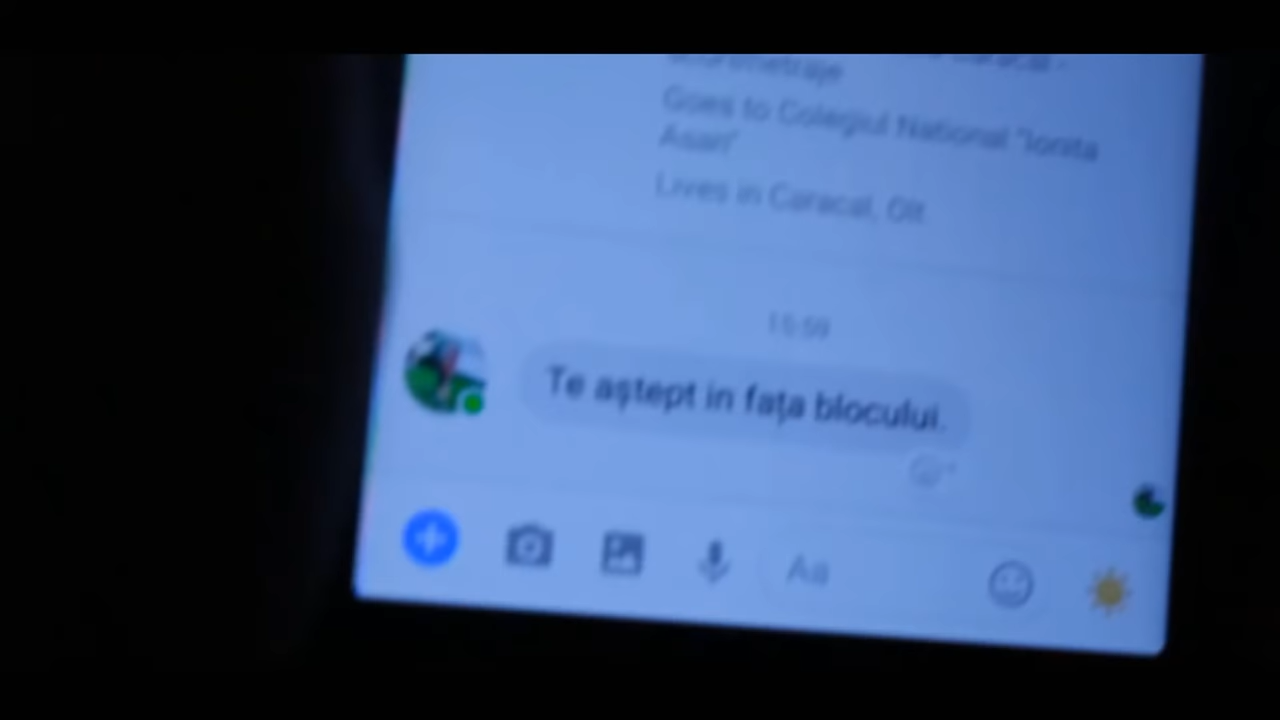 Goes to Colegiul National "Ionita
Asan"
Lives in Caracal, Olt
Te aștept in fața blocului.
Aa